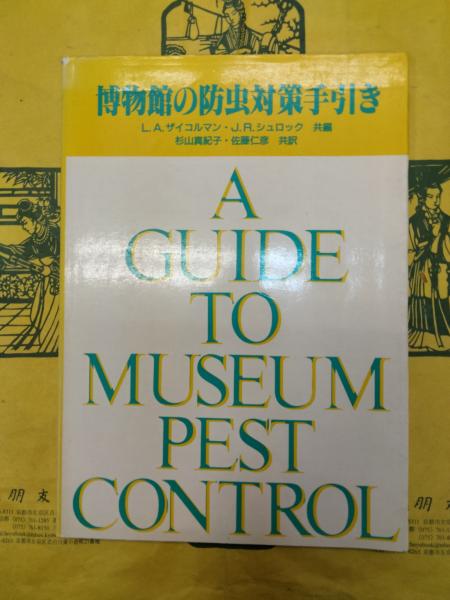 博物館の防虫対策手引き
L.A.ザイコルマン・J.R.シュロック 共編
杉山真紀子・佐藤仁彦 共訳
A
GUIDE
TO
MUSEUM
PEST
CONTROL
朋友
朋